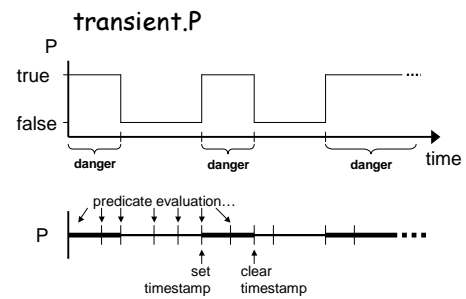 transient.P
P
true
false
danger danger danger
time
predicate evaluation…
P
set clear
timestamp timestamp